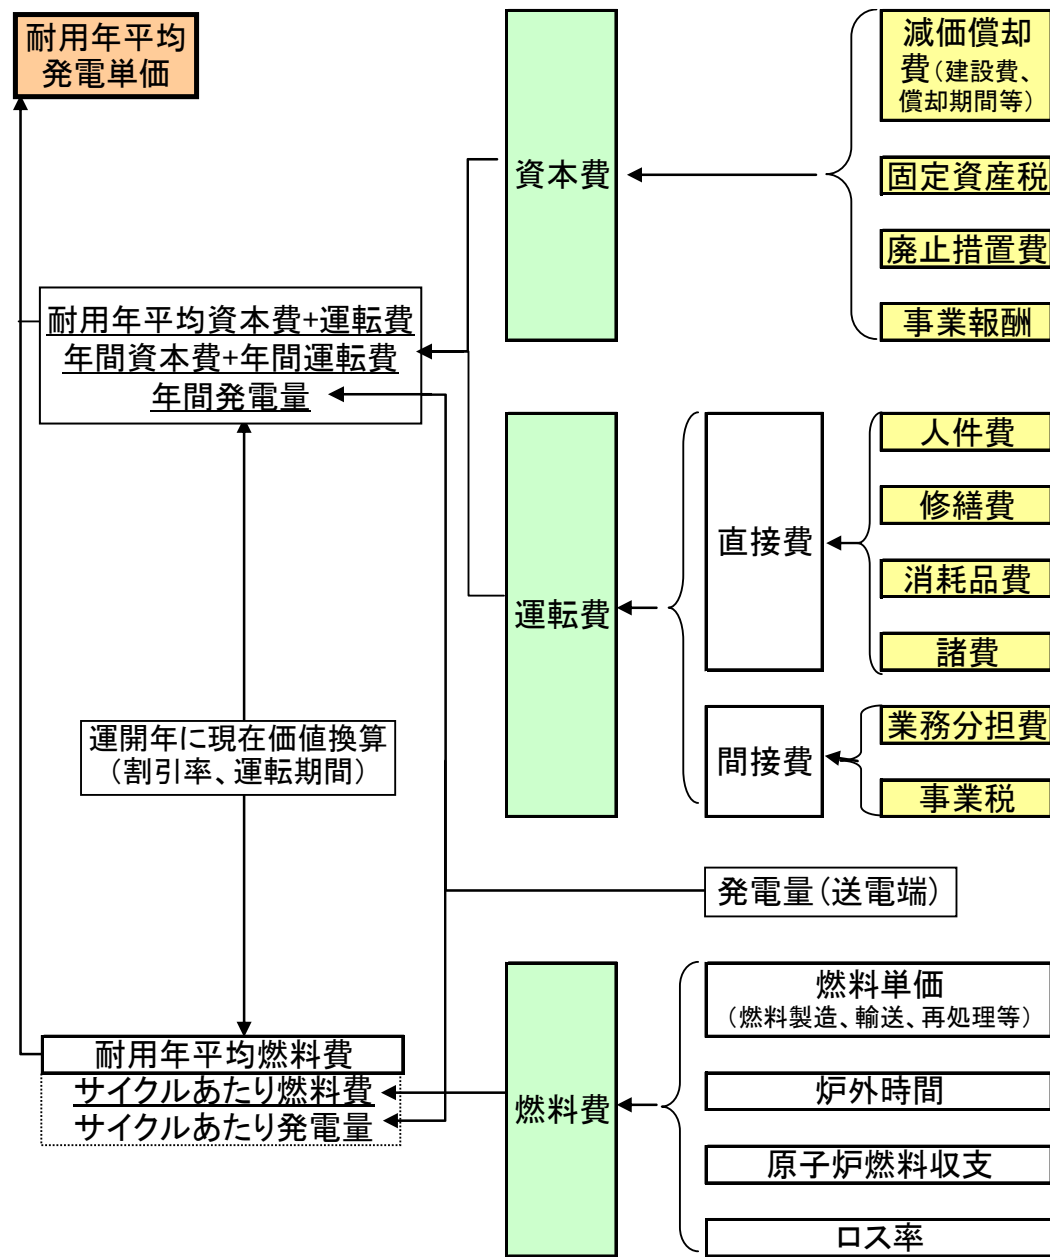 耐用年平均
発電単価
資本費
減価償却
費(建設費、
償却期間等)
固定資産税
廃止措置費
事業報酬
耐用年平均資本費+運転費
年間資本費+年間運転費
年間発電量
運転費
直接費
人件費
修繕費
消耗品費
諸費
間接費
業務分担費
事業税
運開年に現在価値換算
(割引率、運転期間)
発電量(送電端)
耐用年平均燃料費
サイクルあたり燃料費
サイクルあたり発電量
燃料費
燃料単価
(燃料製造、輸送、再処理等)
炉外時間
原子炉燃料収支
ロス率